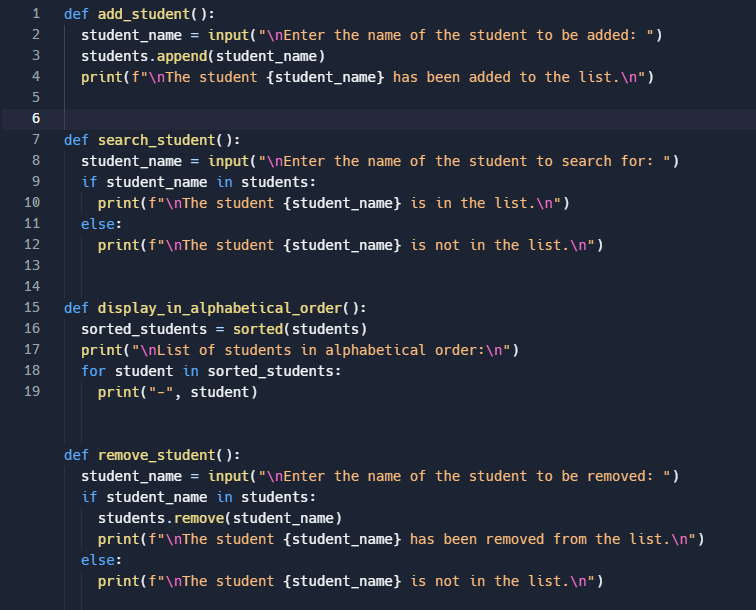 1 def add_student():
2   student_name = input("\nEnter the name of the student to be added: ")
3   students.append(student_name)
4   print(f"\nThe student {student_name} has been added to the list.\n")
5
6
7 def search_student():
8   student_name = input("\nEnter the name of the student to search for: ")
9   if student_name in students:
10     print(f"\nThe student {student_name} is in the list.\n")
11   else:
12     print(f"\nThe student {student_name} is not in the list.\n")
13
14
15 def display_in_alphabetical_order():
16   sorted_students = sorted(students)
17   print("\nList of students in alphabetical order:\n")
18   for student in sorted_students:
19     print("-", student)
def remove_student():
  student_name = input("\nEnter the name of the student to be removed: ")
  if student_name in students:
    students.remove(student_name)
    print(f"\nThe student {student_name} has been removed from the list.\n")
  else:
    print(f"\nThe student {student_name} is not in the list.\n")